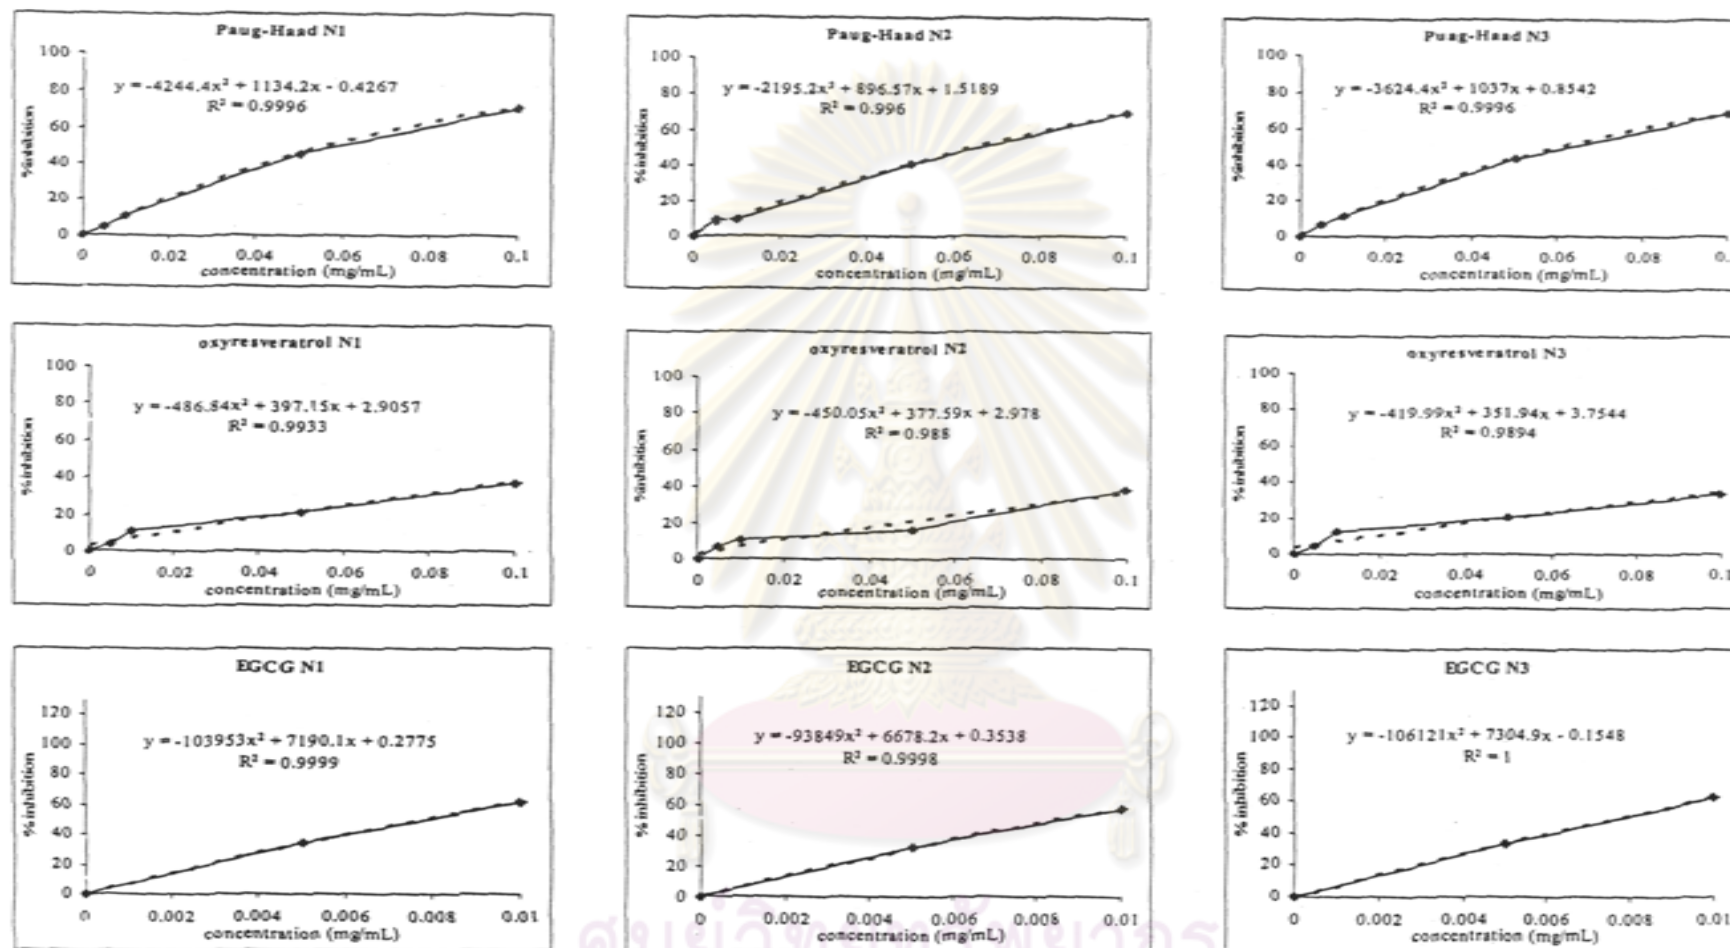 Paug-Haad N1
y = -4244.4x² + 1134.2x - 0.4267
R² = 0.9996
%inhibition
100
80
60
40
20
0
0 0.02 0.04 0.06 0.08 0.1
concentration (mg/mL)
Paug-Haad N2
y = -2195.2x² + 896.57x + 1.5189
R² = 0.996
%inhibition
100
80
60
40
20
0
0 0.02 0.04 0.06 0.08 0.1
concentration (mg/mL)
Puag-Haad N3
y = -3624.4x² + 1037x + 0.8542
R² = 0.9996
%inhibition
100
80
60
40
20
0
0 0.02 0.04 0.06 0.08
concentration (mg/mL)
oxyresveratrol N1
y = -486.84x² + 397.15x + 2.9057
R² = 0.9933
%inhibition
100
80
60
40
20
0
0 0.02 0.04 0.06 0.08 0.1
concentration (mg/mL)
oxyresveratrol N2
y = -450.05x² + 377.59x + 2.978
R² = 0.988
%inhibition
100
80
60
40
20
0
0 0.02 0.04 0.06 0.08 0.1
concentration (mg/mL)
oxyresveratrol N3
y = -419.99x² + 351.94x + 3.7544
R² = 0.9894
%inhibition
100
80
60
40
20
0
0 0.02 0.04 0.06 0.08 0.1
concentration (mg/mL)
EGCG N1
y = -103953x² + 7190.1x + 0.2775
R² = 0.9999
%inhibition
120
100
80
60
40
20
0
0 0.002 0.004 0.006 0.008 0.01
concentration (mg/mL)
EGCG N2
y = -93849x² + 6678.2x + 0.3538
R² = 0.9998
%inhibition
120
100
80
60
40
20
0
0 0.002 0.004 0.006 0.008 0.01
concentration (mg/mL)
EGCG N3
y = -106121x² + 7304.9x - 0.1548
R² = 1
%inhibition
120
100
80
60
40
20
0
0 0.002 0.004 0.006 0.008 0.01
concentration (mg/mL)